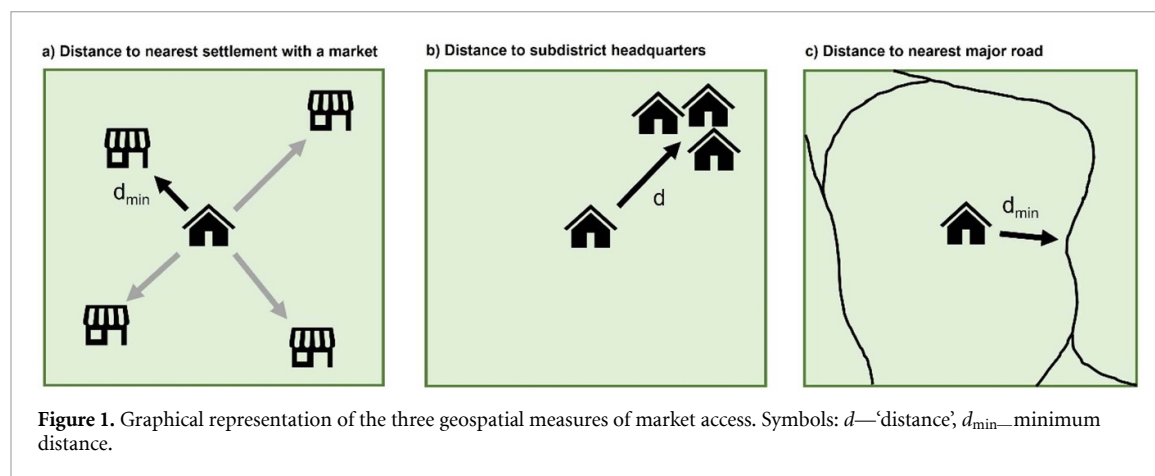 a) Distance to nearest settlement with a market
b) Distance to subdistrict headquarters
c) Distance to nearest major road
d_min
d
d_min
Figure 1. Graphical representation of the three geospatial measures of market access. Symbols: d—‘distance’, d_min—minimum
distance.